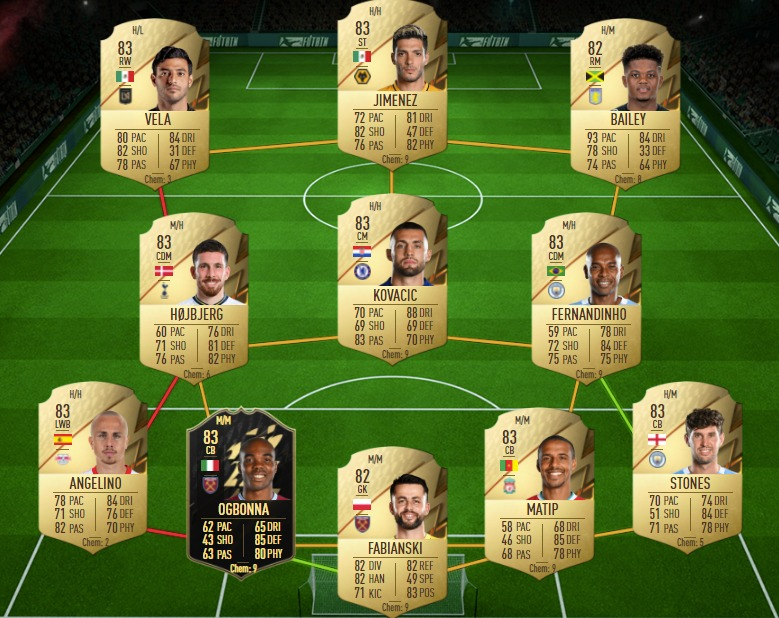 H/L
83
RW
VELA
80 PAC 84 DRI
82 SHO 31 DEF
78 PAS 67 PHY
Chem: 3
H/H
83
ST
JIMENEZ
72 PAC 81 DRI
82 SHO 47 DEF
76 PAS 82 PHY
Chem: 9
H/M
82
RM
BAILEY
93 PAC 84 DRI
78 SHO 33 DEF
74 PAS 64 PHY
Chem: 8
M/H
83
CDM
HØJBJERG
60 PAC 76 DRI
71 SHO 81 DEF
76 PAS 82 PHY
Chem: 6
H/H
83
CM
KOVACIC
70 PAC 88 DRI
69 SHO 69 DEF
83 PAS 70 PHY
Chem: 9
M/H
83
CDM
FERNANDINHO
59 PAC 78 DRI
72 SHO 84 DEF
75 PAS 75 PHY
Chem: 9
H/H
83
LWB
ANGELINO
78 PAC 84 DRI
71 SHO 76 DEF
82 PAS 70 PHY
Chem: 2
M/M
83
CB
OGBONNA
62 PAC 65 DRI
43 SHO 85 DEF
63 PAS 80 PHY
Chem: 9
M/M
82
GK
FABIANSKI
82 DIV 82 REF
82 HAN 49 SPE
71 KIC 83 POS
Chem: 9
M/M
83
CB
MATIP
58 PAC 68 DRI
46 SHO 85 DEF
68 PAS 78 PHY
Chem: 9
M/H
83
CB
STONES
70 PAC 74 DRI
51 SHO 84 DEF
71 PAS 78 PHY
Chem: 5